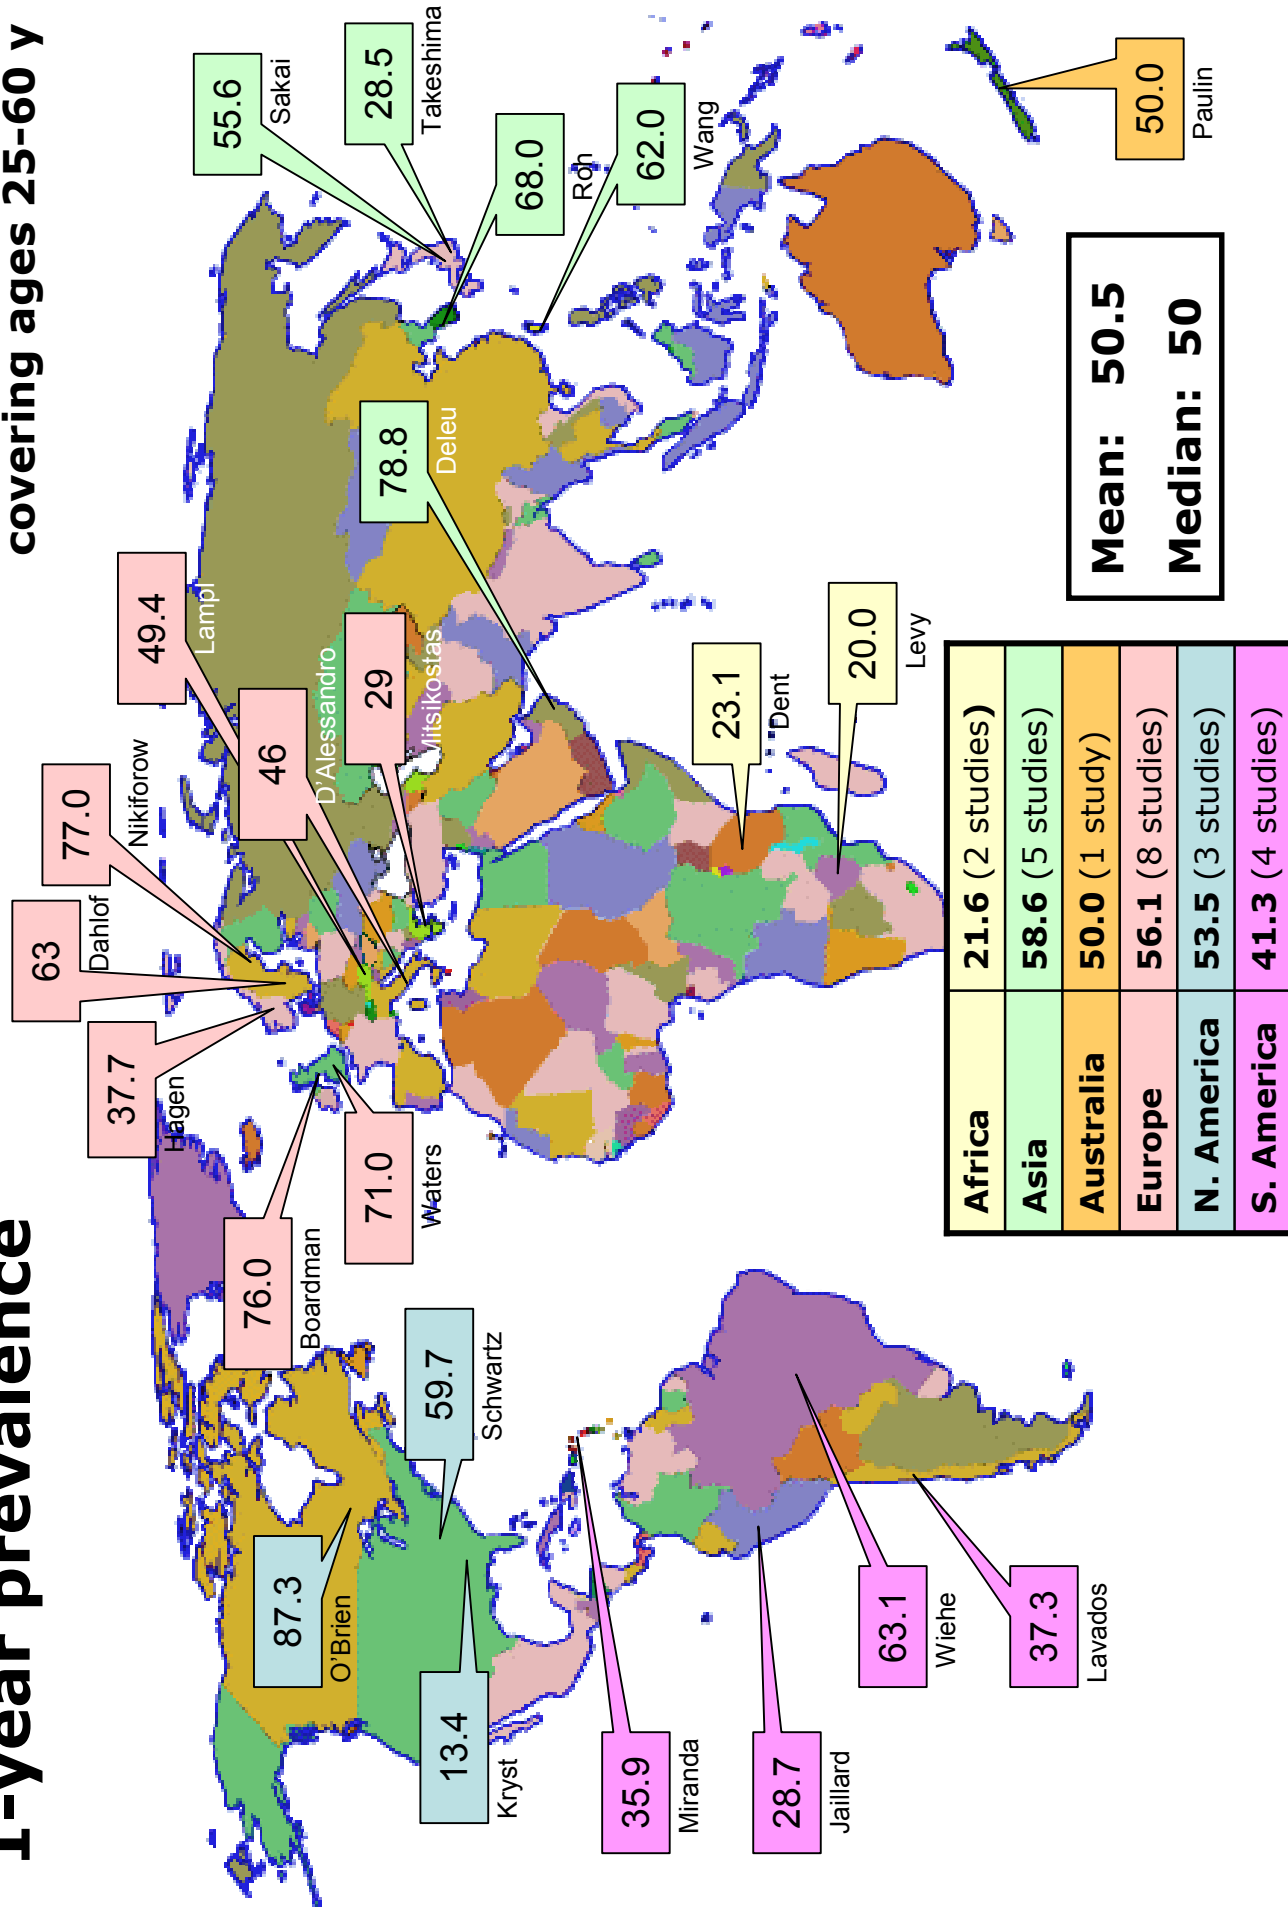 1-year prevalence
covering ages 25-60 y
63
Dahlof
77.0
Nikiforow
37.7
Hagen
49.4
Lampl
55.6
Sakai
76.0
Boardman
46
D'Alessandro
28.5
Takeshima
87.3
O'Brien
71.0
Waters
29
Mitsikostas
78.8
Deleu
59.7
Schwartz
68.0
Roh
13.4
Kryst
62.0
Wang
35.9
Miranda
23.1
Dent
28.7
Jaillard
20.0
Levy
63.1
Wiehe
37.3
Lavados
50.0
Paulin
Mean: 50.5
Median: 50
Africa 21.6 (2 studies)
Asia 58.6 (5 studies)
Australia 50.0 (1 study)
Europe 56.1 (8 studies)
N. America 53.5 (3 studies)
S. America 41.3 (4 studies)